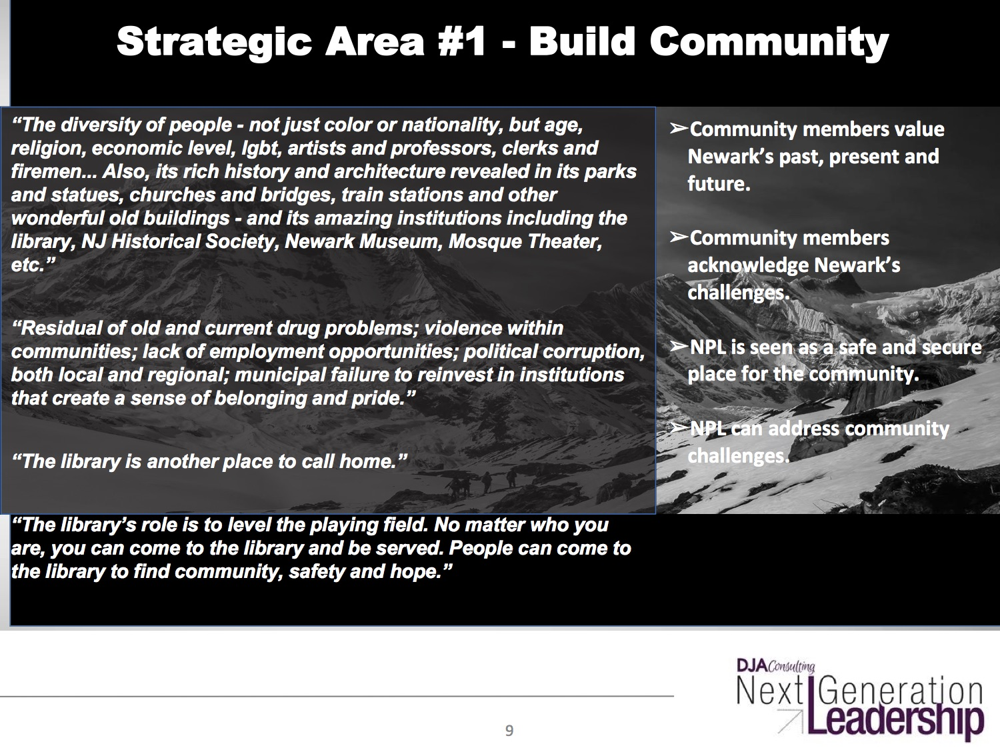 Strategic Area #1 - Build Community
“The diversity of people - not just color or nationality, but age,
religion, economic level, lgbt, artists and professors, clerks and
firemen... Also, its rich history and architecture revealed in its parks
and statues, churches and bridges, train stations and other
wonderful old buildings - and its amazing institutions including the
library, NJ Historical Society, Newark Museum, Mosque Theater,
etc.”
“Residual of old and current drug problems; violence within
communities; lack of employment opportunities; political corruption,
both local and regional; municipal failure to reinvest in institutions
that create a sense of belonging and pride.”
“The library is another place to call home.”
“The library’s role is to level the playing field. No matter who you
are, you can come to the library and be served. People can come to
the library to find community, safety and hope.”
➢Community members value
Newark’s past, present and
future.
➢Community members
acknowledge Newark’s
challenges.
➢NPL is seen as a safe and secure
place for the community.
➢NPL can address community
challenges.
DJA Consulting
Next Generation
Leadership
9